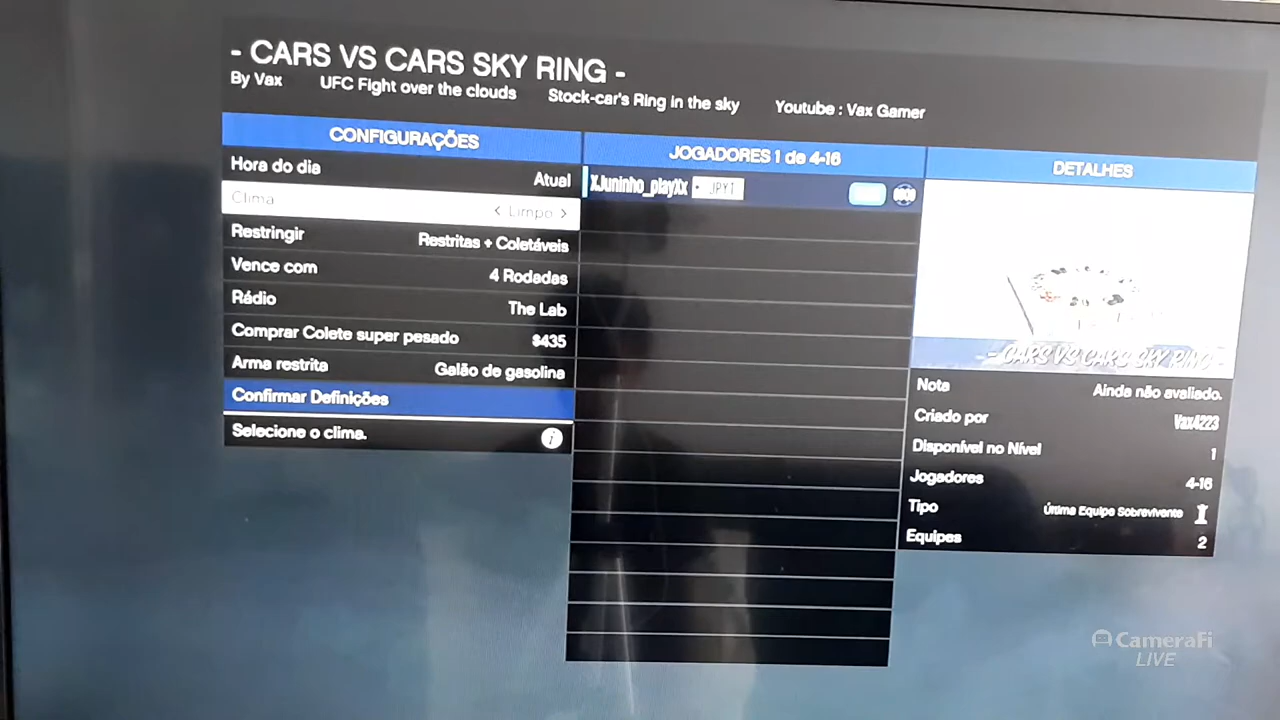 - CARS VS CARS SKY RING -
By Vax UFC Fight over the clouds Stock-car's Ring in the sky Youtube : Vax Gamer
CONFIGURAÇÕES
Hora do dia Atual
Clima < Limpo >
Restringir Restritas + Coletáveis
Vence com 4 Rodadas
Rádio The Lab
Comprar Colete super pesado $435
Arma restrita Galão de gasolina
Confirmar Definições
Selecione o clima.
JOGADORES 1 de 4-16
XJuninho_playXx JPYT
DETALHES
- CARS VS CARS SKY RING -
Nota Ainda não avaliado.
Criado por Vax4223
Disponível no Nível 1
Jogadores 4-16
Tipo Última Equipe Sobrevivente
Equipes 2
CameraFi
LIVE